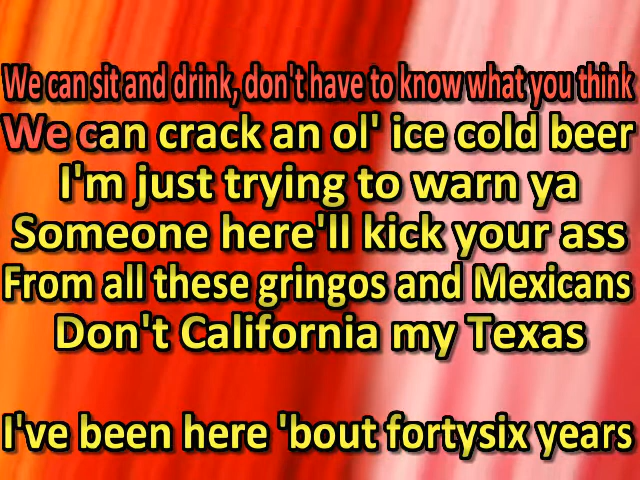 We can sit and drink, don't have to know what you think
We can crack an ol' ice cold beer
I'm just trying to warn ya
Someone here'll kick your ass
From all these gringos and Mexicans
Don't California my Texas
I've been here 'bout fortysix years